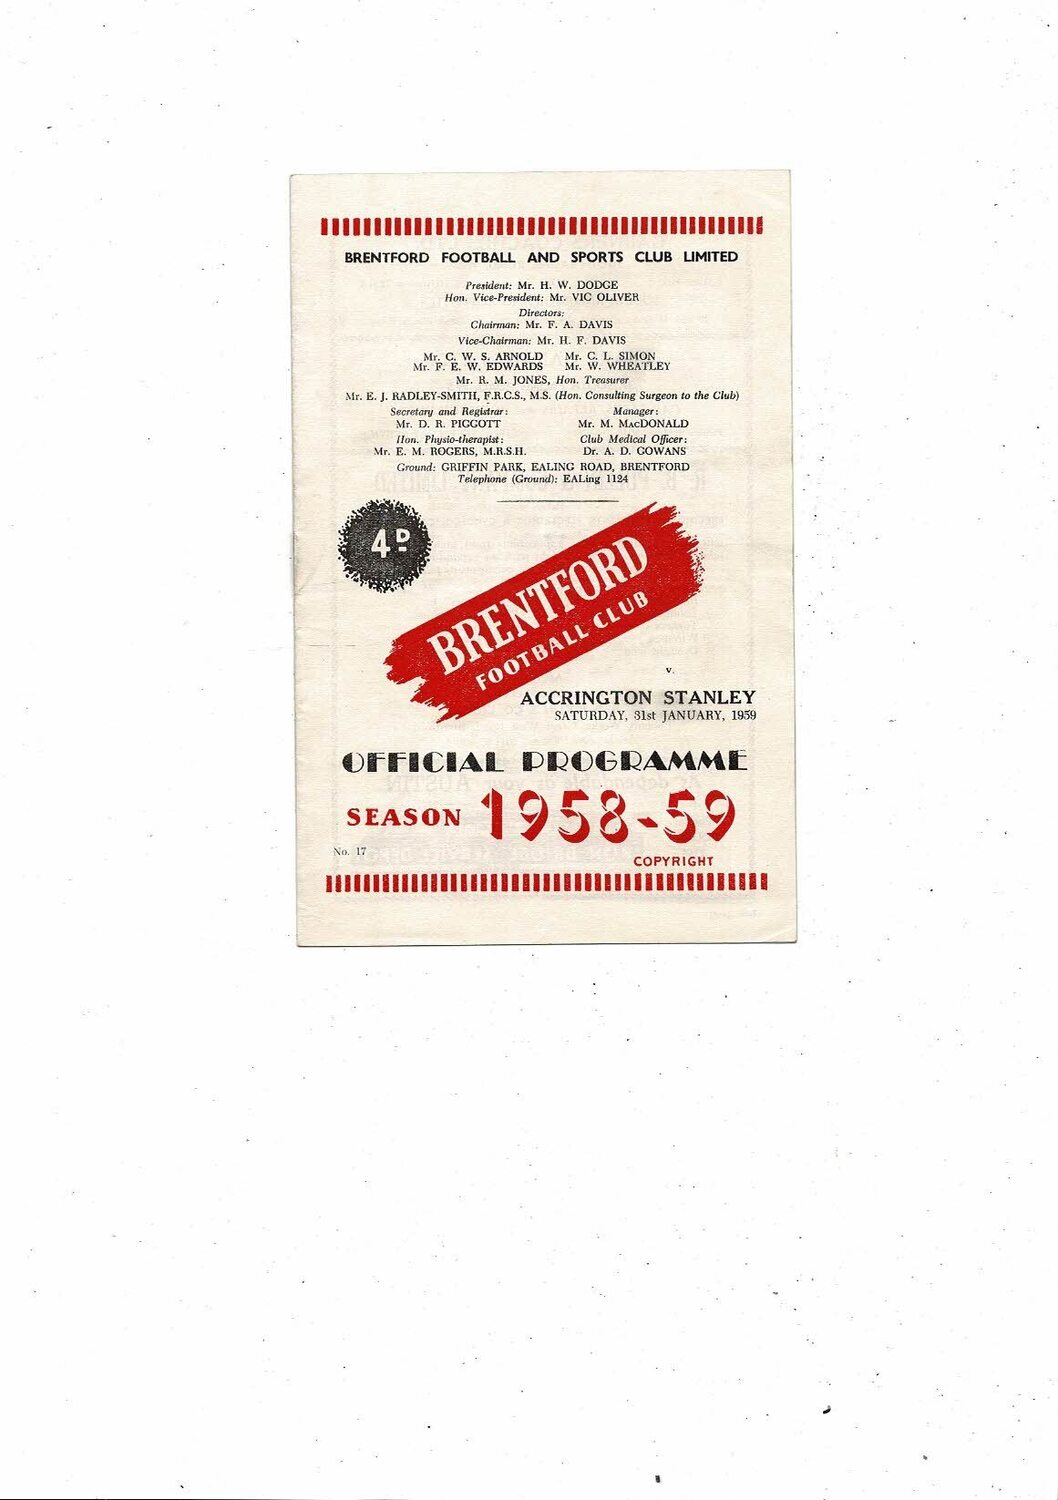 BRENTFORD FOOTBALL AND SPORTS CLUB LIMITED
President: Mr. H. W. DODGE
Hon. Vice-President: Mr. VIC OLIVER
Directors:
Chairman: Mr. F. A. DAVIS
Vice-Chairman: Mr. H. F. DAVIS
Mr. C. W. S. ARNOLD Mr. C. L. SIMON
Mr. F. E. W. EDWARDS Mr. W. WHEATLEY
Mr. R. M. JONES, Hon. Treasurer
Mr. E. J. RADLEY-SMITH, F.R.C.S., M.S. (Hon. Consulting Surgeon to the Club)
Secretary and Registrar: Manager:
Mr. D. R. PIGGOTT Mr. M. MacDONALD
Hon. Physio-therapist: Club Medical Officer:
Mr. E. M. ROGERS, M.R.S.H. Dr. A. D. GOWANS
Ground: GRIFFIN PARK, EALING ROAD, BRENTFORD
Telephone (Ground): EALing 1124
4D
BRENTFORD
FOOTBALL CLUB
v.
ACCRINGTON STANLEY
SATURDAY, 31st JANUARY, 1959
OFFICIAL PROGRAMME
SEASON 1958-59
No. 17
COPYRIGHT